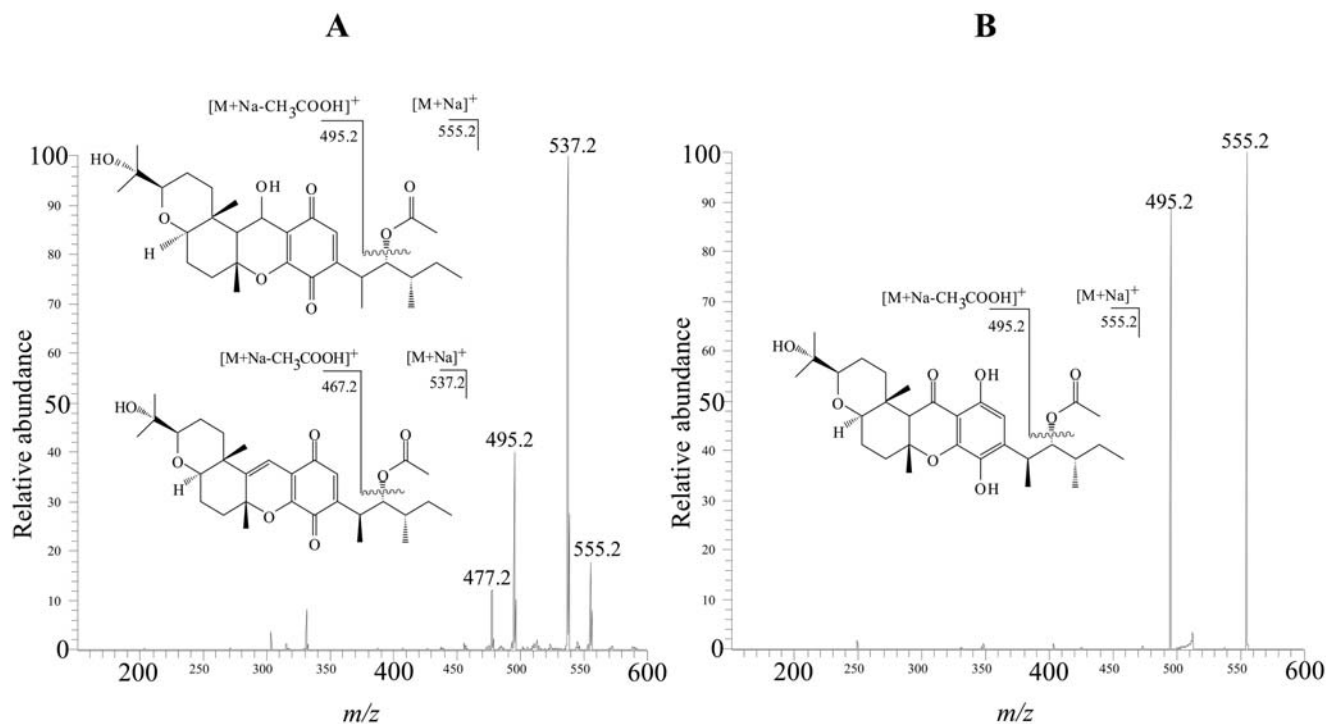 A
B
[M+Na-CH3COOH]+
495.2
[M+Na]+
555.2
HO
OH
O
O
O
O
H
O
O
[M+Na-CH3COOH]+
467.2
[M+Na]+
537.2
HO
O
O
O
O
H
O
O
537.2
495.2
477.2
555.2
100
90
80
70
60
50
40
30
20
10
0
Relative abundance
200
250
300
350
400
450
500
550
600
m/z
555.2
495.2
[M+Na-CH3COOH]+
495.2
[M+Na]+
555.2
HO
O
OH
O
O
O
H
O
OH
100
90
80
70
60
50
40
30
20
10
0
Relative abundance
200
250
300
350
400
450
500
550
600
m/z